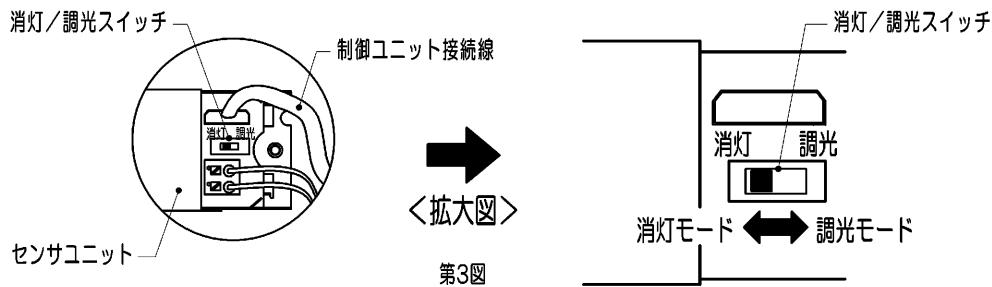 消灯／調光スイッチ
制御ユニット接続線
消灯 調光
センサユニット
＜拡大図＞
第3図
消灯／調光スイッチ
消灯 調光
消灯モード 調光モード